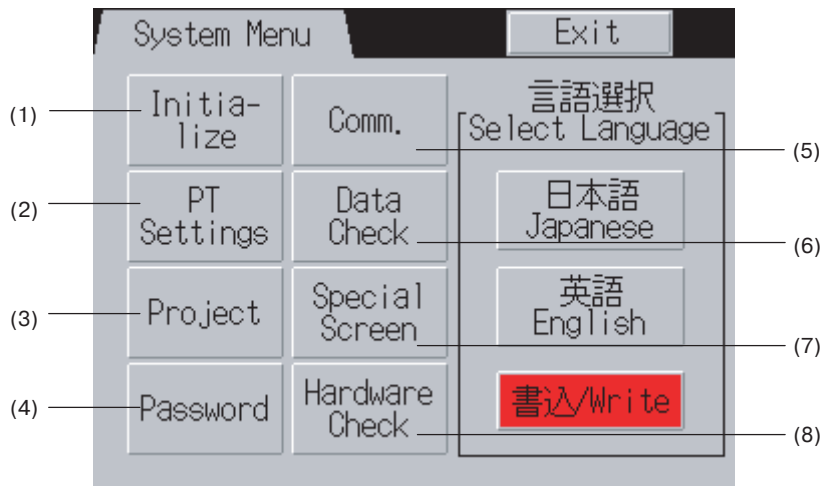 System Menu
Exit
(1)
Initia-
lize
Comm.
(5)
(2)
PT
Settings
Data
Check
(6)
(3)
Project
Special
Screen
(7)
(4)
Password
Hardware
Check
(8)
言語選択
Select Language
日本語
Japanese
英語
English
書込/Write